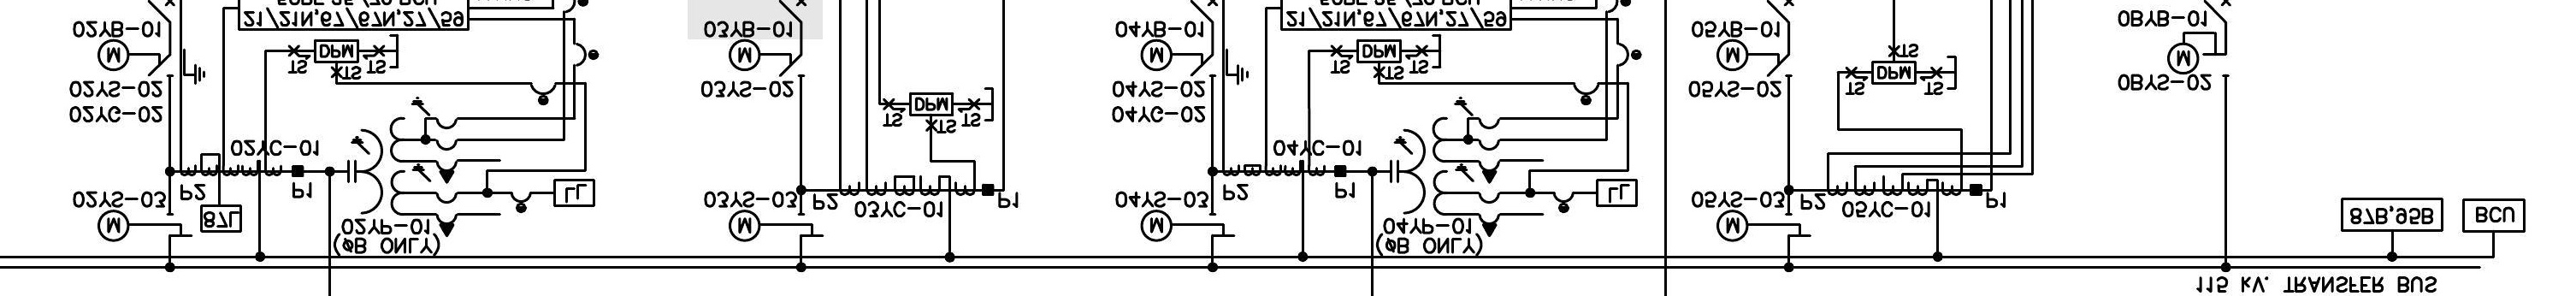 02YB-01
M
02YS-02
02YG-02
21/21N,67/67N,27/59
TS
DPM
TS
TS
02YC-01
P2
P1
02YS-03
M
87L
02YP-01
(ØB ONLY)
LL
03YB-01
M
03YS-02
TS
DPM
TS
TS
03YS-03
M
P2
03YC-01
P1
04YB-01
M
04YS-02
04YG-02
21/21N,67/67N,27/59
TS
DPM
TS
TS
04YC-01
P2
P1
04YS-03
M
04YP-01
(ØB ONLY)
LL
05YB-01
M
05YS-02
TS
TS
DPM
TS
05YS-03
M
P2
05YC-01
P1
0BYB-01
M
0BYS-02
87B,95B
BCU
115 kV. TRANSFER BUS